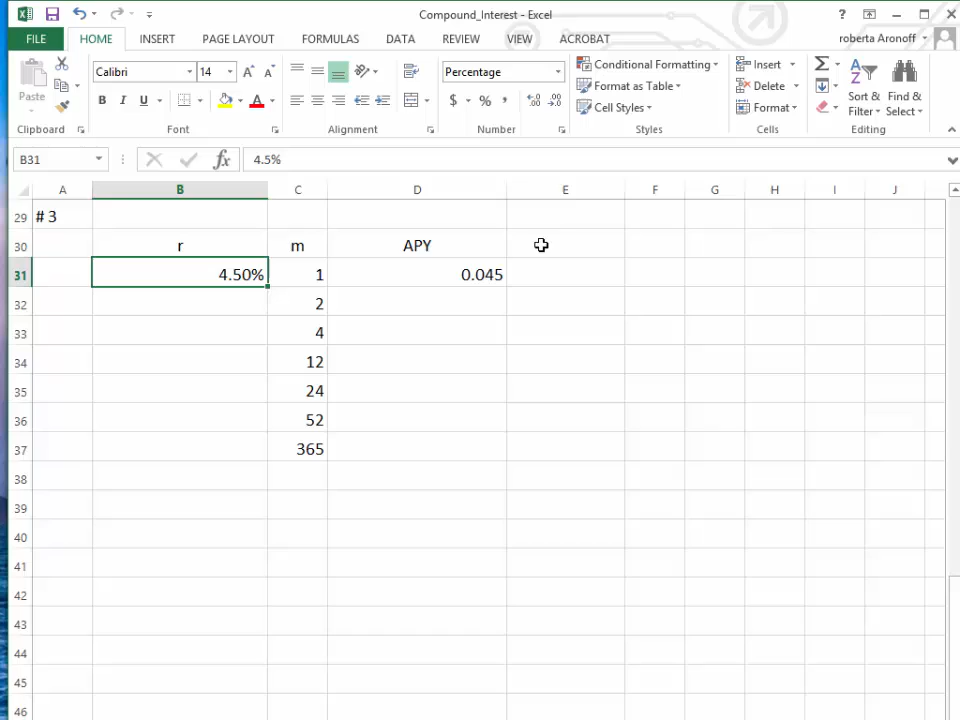 Compound_Interest - Excel
FILE HOME INSERT PAGE LAYOUT FORMULAS DATA REVIEW VIEW ACROBAT roberta Aronoff
Paste Calibri 14 Percentage Conditional Formatting Insert
B I U $ % , Format as Table Delete Sort & Find &
Cell Styles Format Filter Select
Clipboard Font Alignment Number Styles Cells Editing
B31 fx 4.5%
A B C D E F G H I J
29 # 3
30 r m APY
31 4.50% 1 0.045
32 2
33 4
34 12
35 24
36 52
37 365
38
39
40
41
42
43
44
45
46